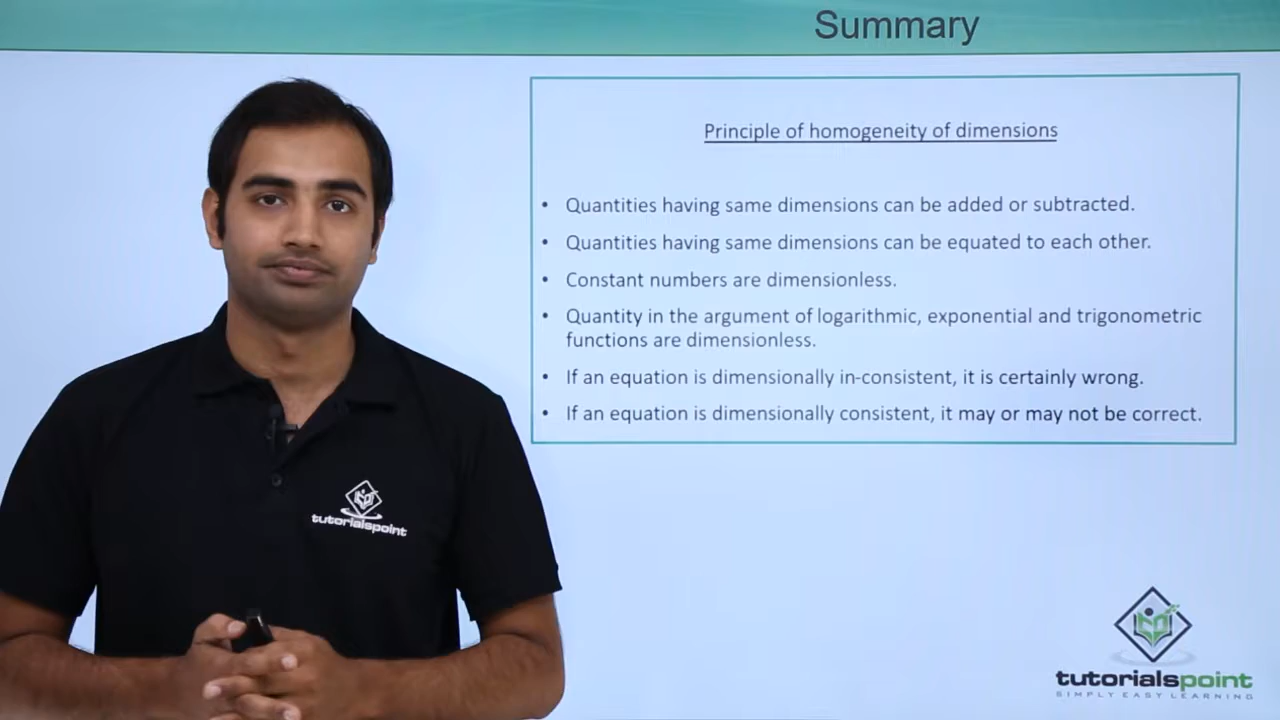 Summary
Principle of homogeneity of dimensions
• Quantities having same dimensions can be added or subtracted.
• Quantities having same dimensions can be equated to each other.
• Constant numbers are dimensionless.
• Quantity in the argument of logarithmic, exponential and trigonometric
functions are dimensionless.
• If an equation is dimensionally in-consistent, it is certainly wrong.
• If an equation is dimensionally consistent, it may or may not be correct.
tutorialspoint
tutorialspoint
SIMPLY EASY LEARNING